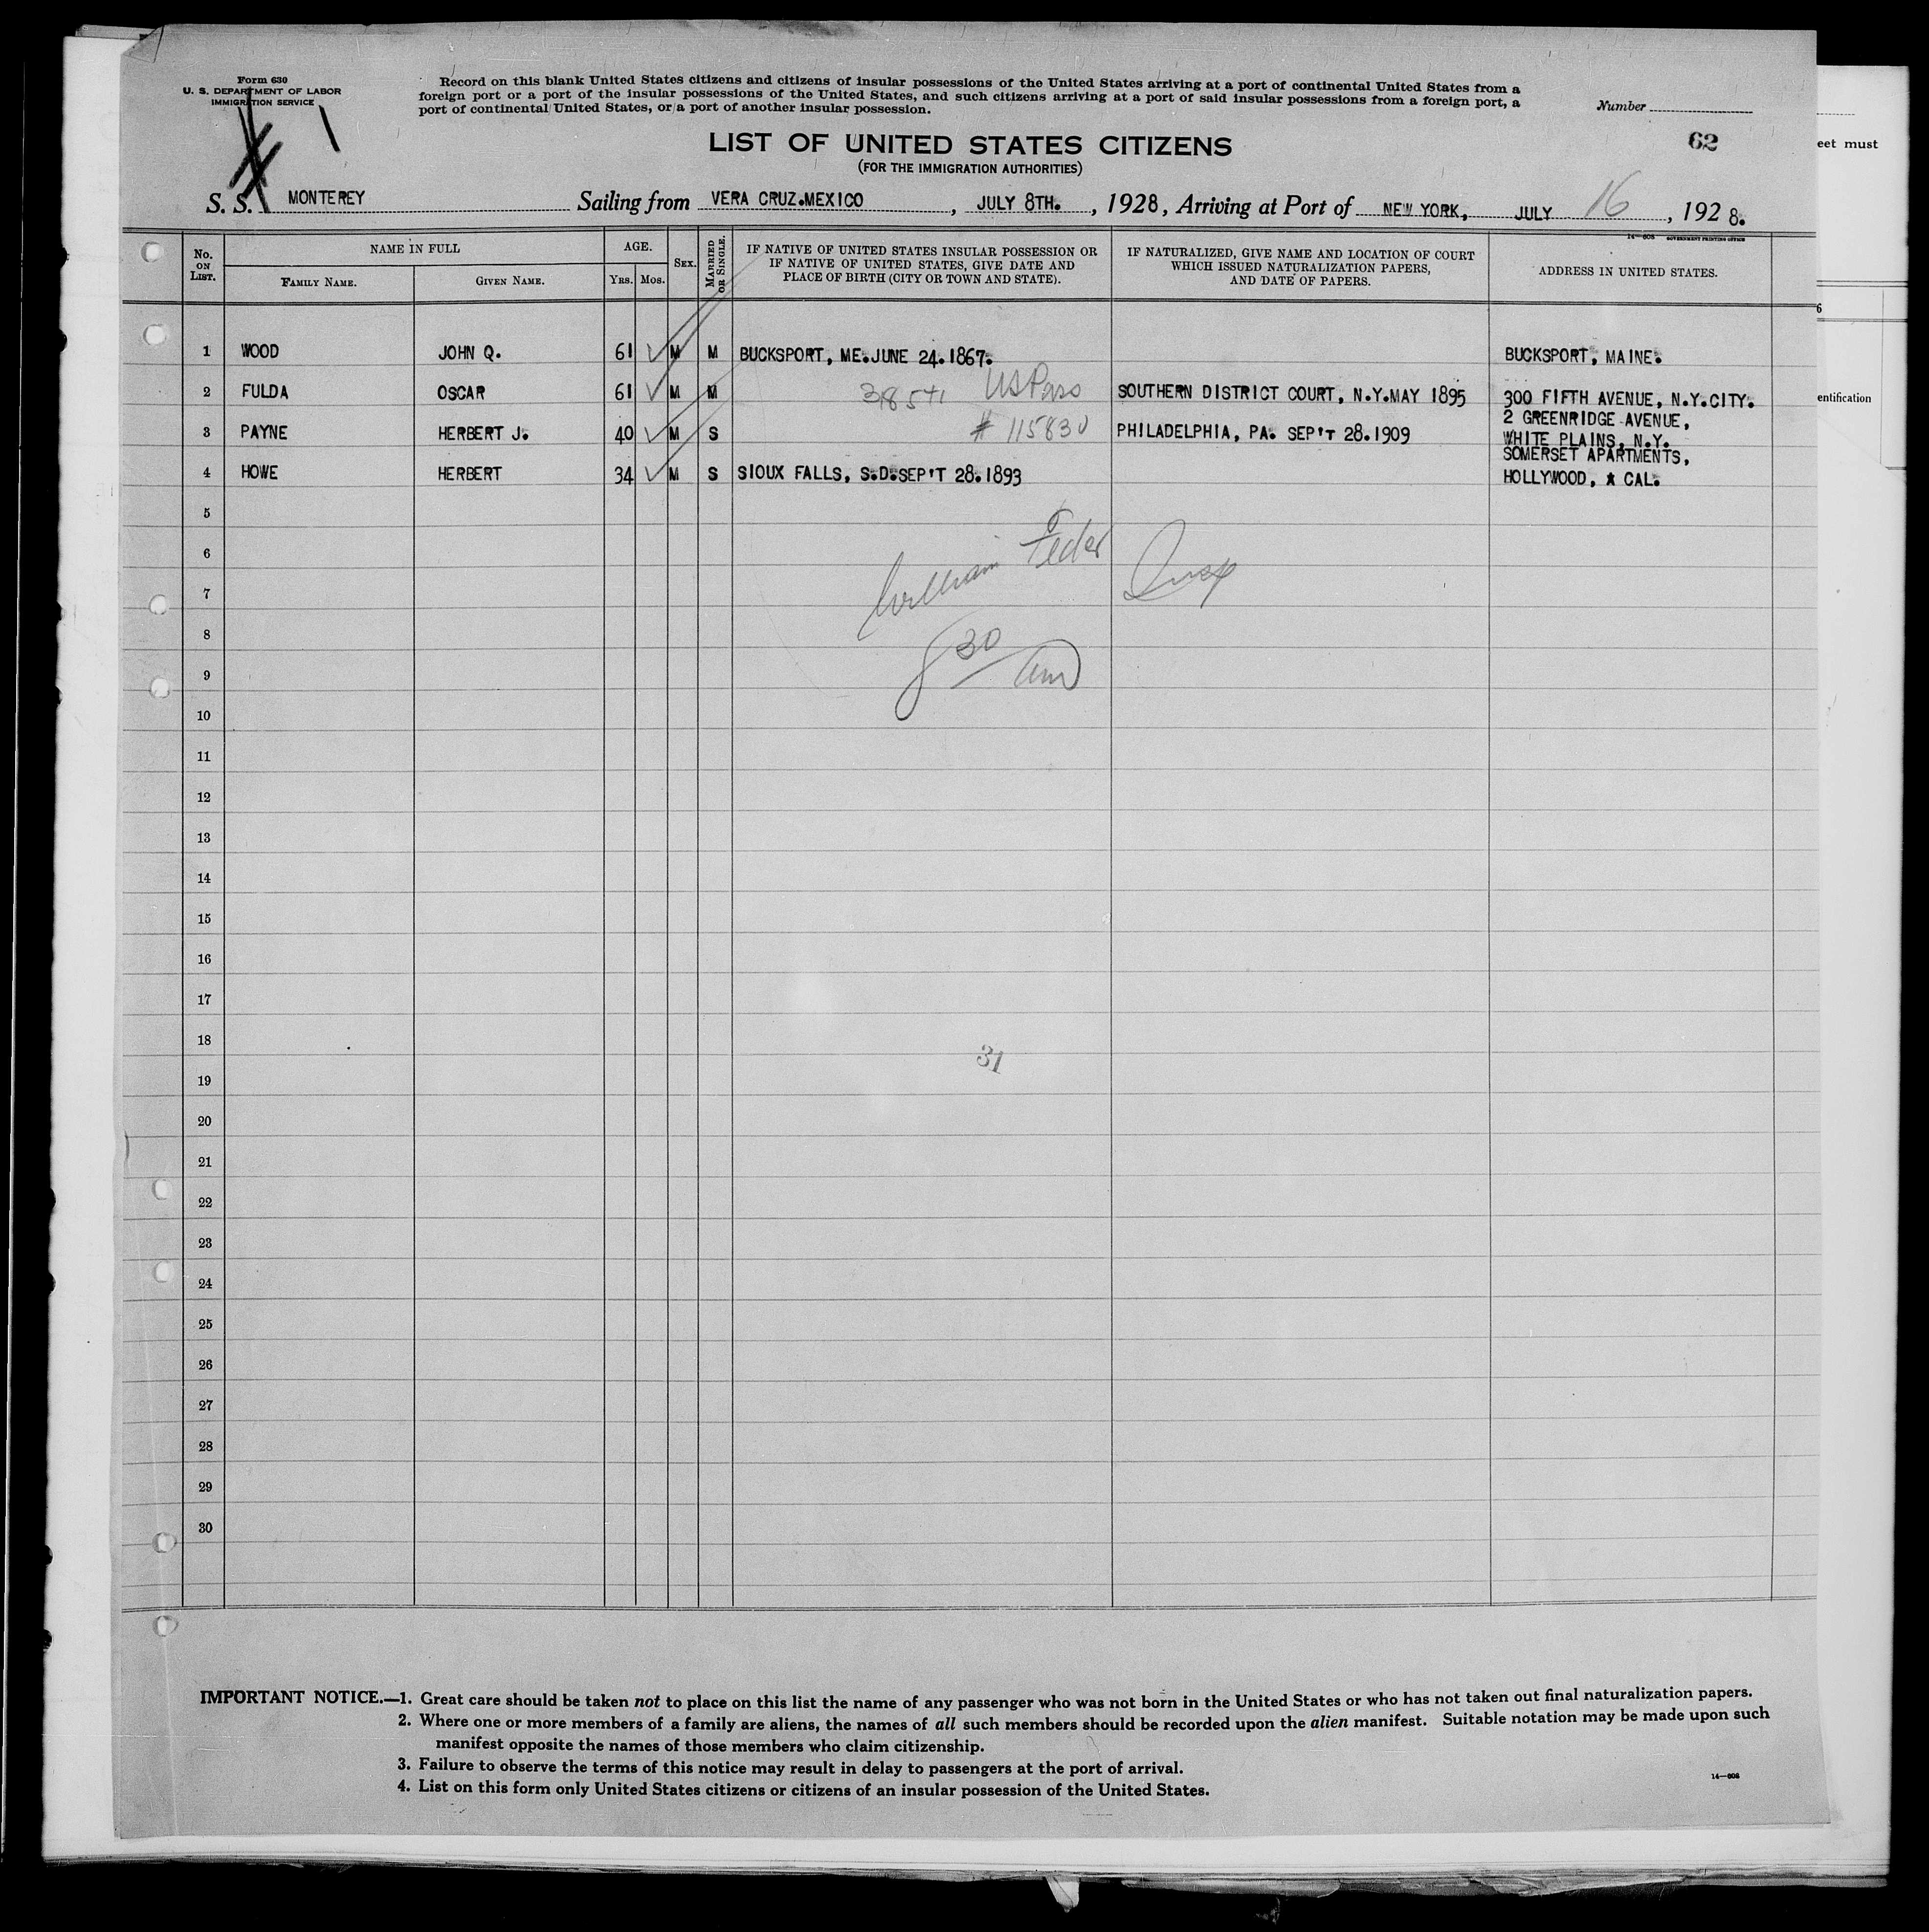 Form 630
U. S. DEPARTMENT OF LABOR
IMMIGRATION SERVICE
1
Record on this blank United States citizens and citizens of insular possessions of the United States arriving at a port of continental United States from a
foreign port or a port of the insular possessions of the United States, and such citizens arriving at a port of said insular possessions from a foreign port, a
port of continental United States, or a port of another insular possession.
Number
62
eet must
LIST OF UNITED STATES CITIZENS
(FOR THE IMMIGRATION AUTHORITIES)
S. S. MONTEREY Sailing from VERA CRUZ.MEXICO, JULY 8TH., 1928, Arriving at Port of NEW YORK, JULY 16, 1928.
14—608 GOVERNMENT PRINTING OFFICE
No. ON LIST. NAME IN FULL FAMILY NAME. GIVEN NAME. AGE. YRS. MOS. SEX. MARRIED OR SINGLE. IF NATIVE OF UNITED STATES INSULAR POSSESSION OR IF NATIVE OF UNITED STATES, GIVE DATE AND PLACE OF BIRTH (CITY OR TOWN AND STATE). IF NATURALIZED, GIVE NAME AND LOCATION OF COURT WHICH ISSUED NATURALIZATION PAPERS, AND DATE OF PAPERS. ADDRESS IN UNITED STATES.
6
1 WOOD JOHN Q. 61 M M BUCKSPORT, ME.JUNE 24.1867. BUCKSPORT, MAINE.
2 FULDA OSCAR 61 M M US Pass SOUTHERN DISTRICT COURT, N.Y.MAY 1895 300 FIFTH AVENUE, N.Y.CITY.
entification
3 PAYNE HERBERT J. 40 M S # 115830 PHILADELPHIA, PA. SEP'T 28.1909 2 GREENRIDGE AVENUE,
WHITE PLAINS, N.Y.
4 HOWE HERBERT 34 M S SIOUX FALLS, S.D.SEP'T 28.1893 SOMERSET APARTMENTS,
HOLLYWOOD, CAL.
5
6 William Feder
7 Insp
8 8 30
9 am
10
11
12
13
14
15
16
17
18
31
19
20
21
22
23
24
25
26
27
28
29
30
IMPORTANT NOTICE.—1. Great care should be taken not to place on this list the name of any passenger who was not born in the United States or who has not taken out final naturalization papers.
2. Where one or more members of a family are aliens, the names of all such members should be recorded upon the alien manifest. Suitable notation may be made upon such
manifest opposite the names of those members who claim citizenship.
3. Failure to observe the terms of this notice may result in delay to passengers at the port of arrival.
4. List on this form only United States citizens or citizens of an insular possession of the United States.
14—608